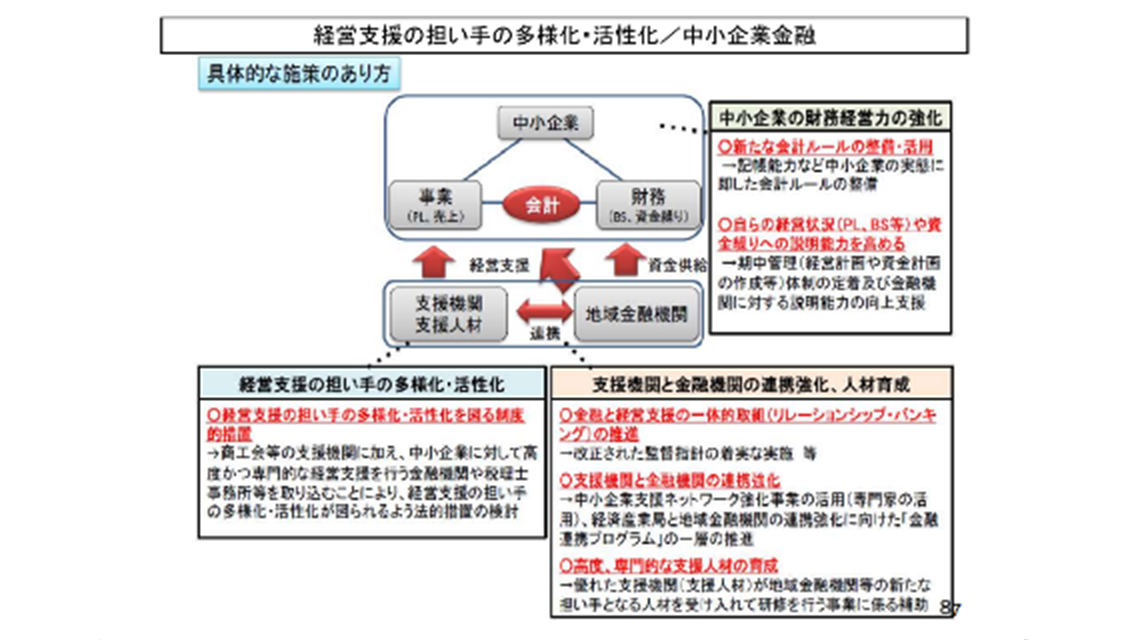 経営支援の担い手の多様化・活性化／中小企業金融
具体的な施策のあり方
中小企業
事業
(PL、売上)
会計
財務
(BS、資金繰り)
経営支援
資金供給
支援機関
支援人材
連携
地域金融機関
中小企業の財務経営力の強化
○新たな会計ルールの整備・活用
→記帳能力など中小企業の実態に
即した会計ルールの整備
○自らの経営状況(PL、BS等)や資
金繰りへの説明能力を高める
→期中管理(経営計画や資金計画
の作成等)体制の定着及び金融機
関に対する説明能力の向上支援
経営支援の担い手の多様化・活性化
○経営支援の担い手の多様化・活性化を図る制度
的措置
→商工会等の支援機関に加え、中小企業に対して高
度かつ専門的な経営支援を行う金融機関や税理士
事務所等を取り込むことにより、経営支援の担い手
の多様化・活性化が図られるよう法的措置の検討
支援機関と金融機関の連携強化、人材育成
○金融と経営支援の一体的取組(リレーションシップ・バンキ
ング)の推進
→改正された監督指針の着実な実施 等
○支援機関と金融機関の連携強化
→中小企業支援ネットワーク強化事業の活用(専門家の活
用)、経済産業局と地域金融機関の連携強化に向けた「金融
連携プログラム」の一層の推進
○高度、専門的な支援人材の育成
→優れた支援機関(支援人材)が地域金融機関等の新たな
担い手となる人材を受け入れて研修を行う事業に係る補助
87